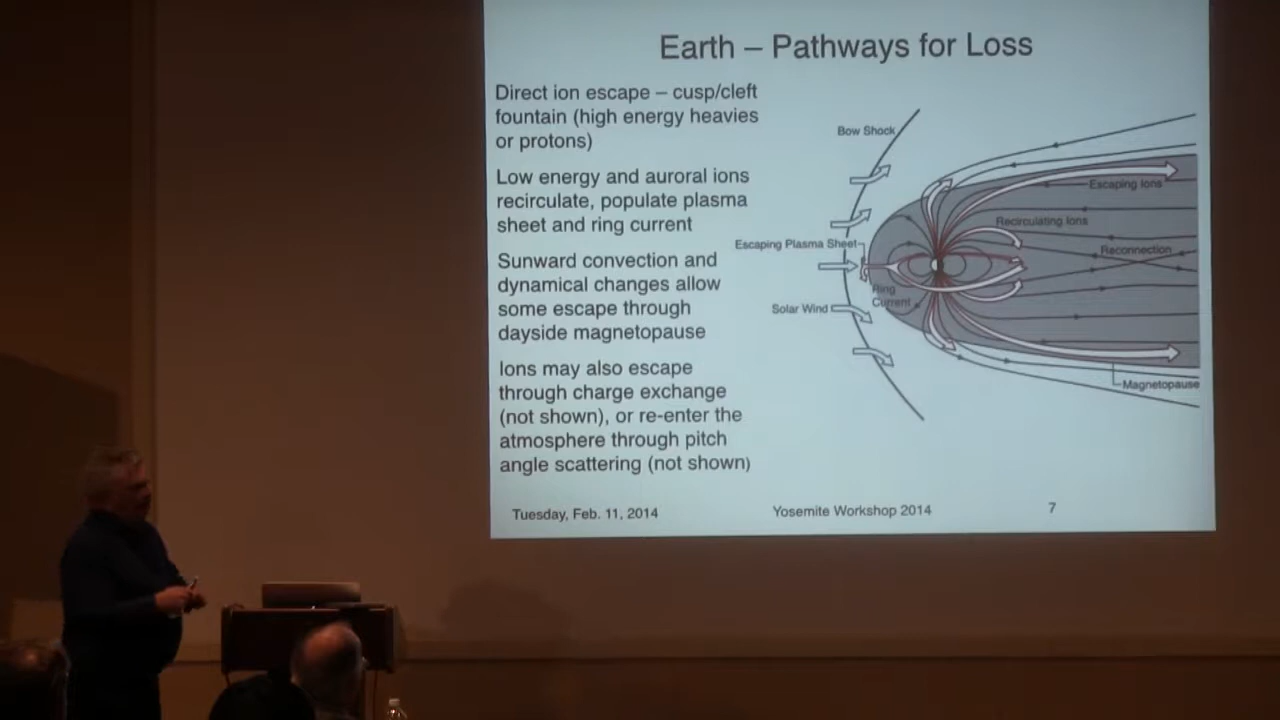 Earth – Pathways for Loss
Direct ion escape – cusp/cleft
fountain (high energy heavies
or protons)
Low energy and auroral ions
recirculate, populate plasma
sheet and ring current
Sunward convection and
dynamical changes allow
some escape through
dayside magnetopause
Ions may also escape
through charge exchange
(not shown), or re-enter the
atmosphere through pitch
angle scattering (not shown)
Bow Shock
Escaping Ions
Recirculating Ions
Escaping Plasma Sheet
Reconnection
Ring
Current
Solar Wind
Magnetopause
Tuesday, Feb. 11, 2014
Yosemite Workshop 2014
7